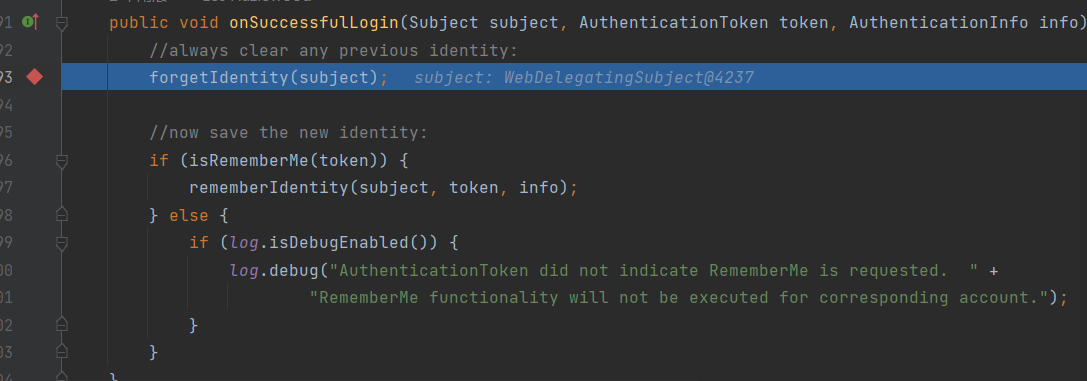 91 public void onSuccessfulLogin(Subject subject, AuthenticationToken token, AuthenticationInfo info)
92 //always clear any previous identity:
93 forgetIdentity(subject); subject: WebDelegatingSubject@4237
94
95 //now save the new identity:
96 if (isRememberMe(token)) {
97 rememberIdentity(subject, token, info);
98 } else {
99 if (log.isDebugEnabled()) {
00 log.debug("AuthenticationToken did not indicate RememberMe is requested.  " +
01 "RememberMe functionality will not be executed for corresponding account.");
02 }
03 }